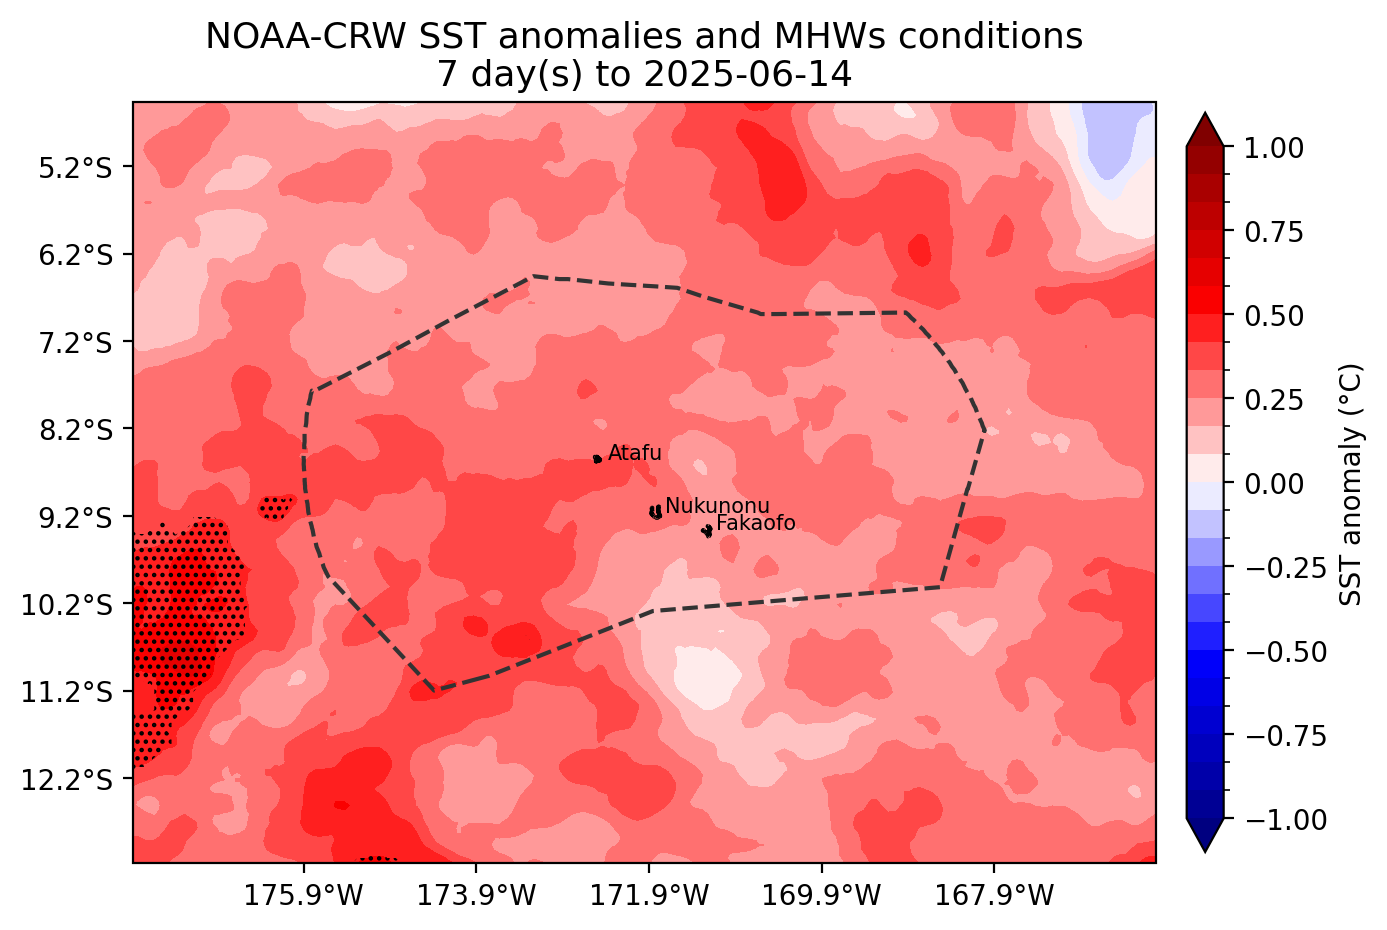 NOAA-CRW SST anomalies and MHWs conditions
7 day(s) to 2025-06-14
5.2°S
6.2°S
7.2°S
8.2°S
9.2°S
10.2°S
11.2°S
12.2°S
Atafu
Nukunonu
Fakaofo
175.9°W
173.9°W
171.9°W
169.9°W
167.9°W
1.00
0.75
0.50
0.25
0.00
−0.25
−0.50
−0.75
−1.00
SST anomaly (°C)